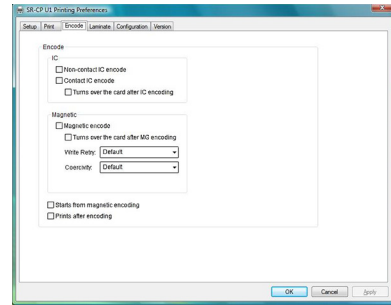 SR-CP U1 Printing Preferences
Setup Print Encode Laminate Configuration Version
Encode
IC
Non-contact IC encode
Contact IC encode
Turns over the card after IC encoding
Magnetic
Magnetic encode
Turns over the card after MG encoding
Write Retry: Default
Coercivity: Default
Starts from magnetic encoding
Prints after encoding
OK Cancel Apply